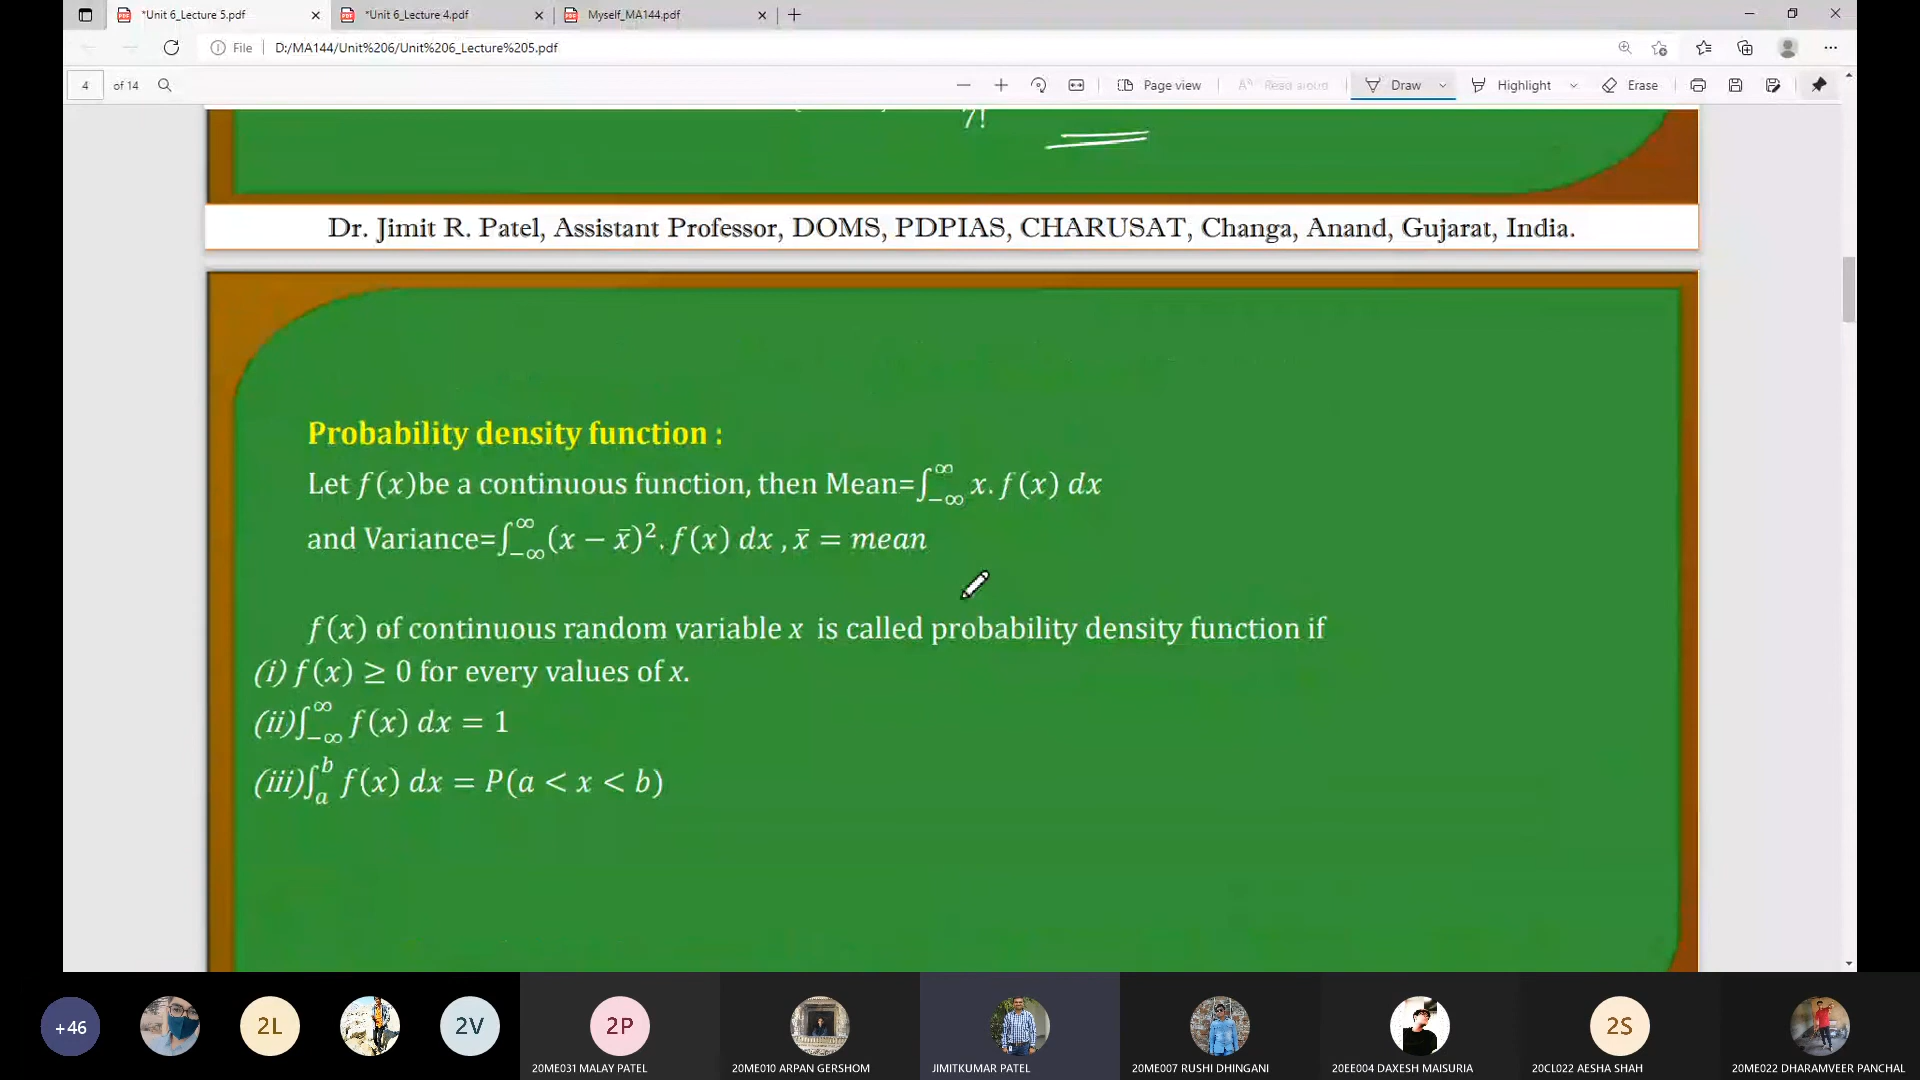 *Unit 6_Lecture 5.pdf
*Unit 6_Lecture 4.pdf
Myself_MA144.pdf
File
D:/MA144/Unit%206/Unit%206_Lecture%205.pdf
4 of 14
Page view
Read aloud
Draw
Highlight
Erase
7!
Dr. Jimit R. Patel, Assistant Professor, DOMS, PDPIAS, CHARUSAT, Changa, Anand, Gujarat, India.
Probability density function :
Let f(x)be a continuous function, then Mean=∫_{−∞}^{∞} x. f(x) dx
and Variance=∫_{−∞}^{∞}(x − x̄)². f(x) dx , x̄ = mean
f(x) of continuous random variable x is called probability density function if
(i) f(x) ≥ 0 for every values of x.
(ii)∫_{−∞}^{∞} f(x) dx = 1
(iii)∫_{a}^{b} f(x) dx = P(a < x < b)
+46
2L
2V
2P
2S
20ME031 MALAY PATEL
20ME010 ARPAN GERSHOM
JIMITKUMAR PATEL
20ME007 RUSHI DHINGANI
20EE004 DAXESH MAISURIA
20CL022 AESHA SHAH
20ME022 DHARAMVEER PANCHAL